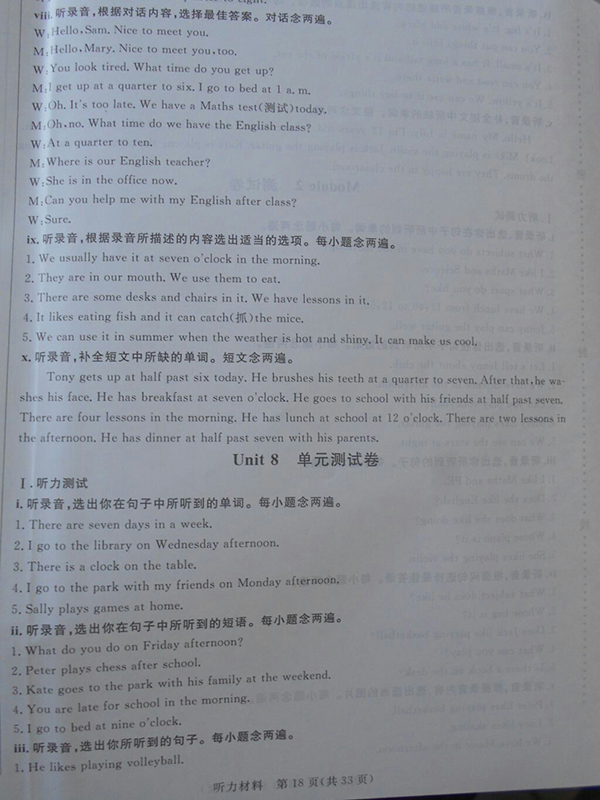 viii. 听录音,根据对话内容,选择最佳答案。对话念两遍。
W:Hello, Sam. Nice to meet you.
M:Hello, Mary. Nice to meet you, too.
W:You look tired. What time do you get up?
M:I get up at a quarter to six. I go to bed at 1 a. m.
W:Oh. It's too late. We have a Maths test(测试)today.
M:Oh, no. What time do we have the English class?
W:At a quarter to ten.
M:Where is our English teacher?
W:She is in the office now.
M:Can you help me with my English after class?
W:Sure.
ix. 听录音,根据录音所描述的内容选出适当的选项。每小题念两遍。
1. We usually have it at seven o'clock in the morning.
2. They are in our mouth. We use them to eat.
3. There are some desks and chairs in it. We have lessons in it.
4. It likes eating fish and it can catch(抓)the mice.
5. We can use it in summer when the weather is hot and shiny. It can make us cool.
x. 听录音,补全短文中所缺的单词。短文念两遍。
Tony gets up at half past six today. He brushes his teeth at a quarter to seven. After that, he wa-
shes his face. He has breakfast at seven o'clock. He goes to school with his friends at half past seven.
There are four lessons in the morning. He has lunch at school at 12 o'clock. There are two lessons in
the afternoon. He has dinner at half past seven with his parents.
Unit 8 单元测试卷
Ⅰ. 听力测试
i. 听录音,选出你在句子中所听到的单词。每小题念两遍。
1. There are seven days in a week.
2. I go to the library on Wednesday afternoon.
3. There is a clock on the table.
4. I go to the park with my friends on Monday afternoon.
5. Sally plays games at home.
ii. 听录音,选出你在句子中所听到的短语。每小题念两遍。
1. What do you do on Friday afternoon?
2. Peter plays chess after school.
3. Kate goes to the park with his family at the weekend.
4. You are late for school in the morning.
5. I go to bed at nine o'clock.
iii. 听录音,选出你所听到的句子。每小题念两遍。
1. He likes playing volleyball.
听力材料 第 18 页(共 33 页)